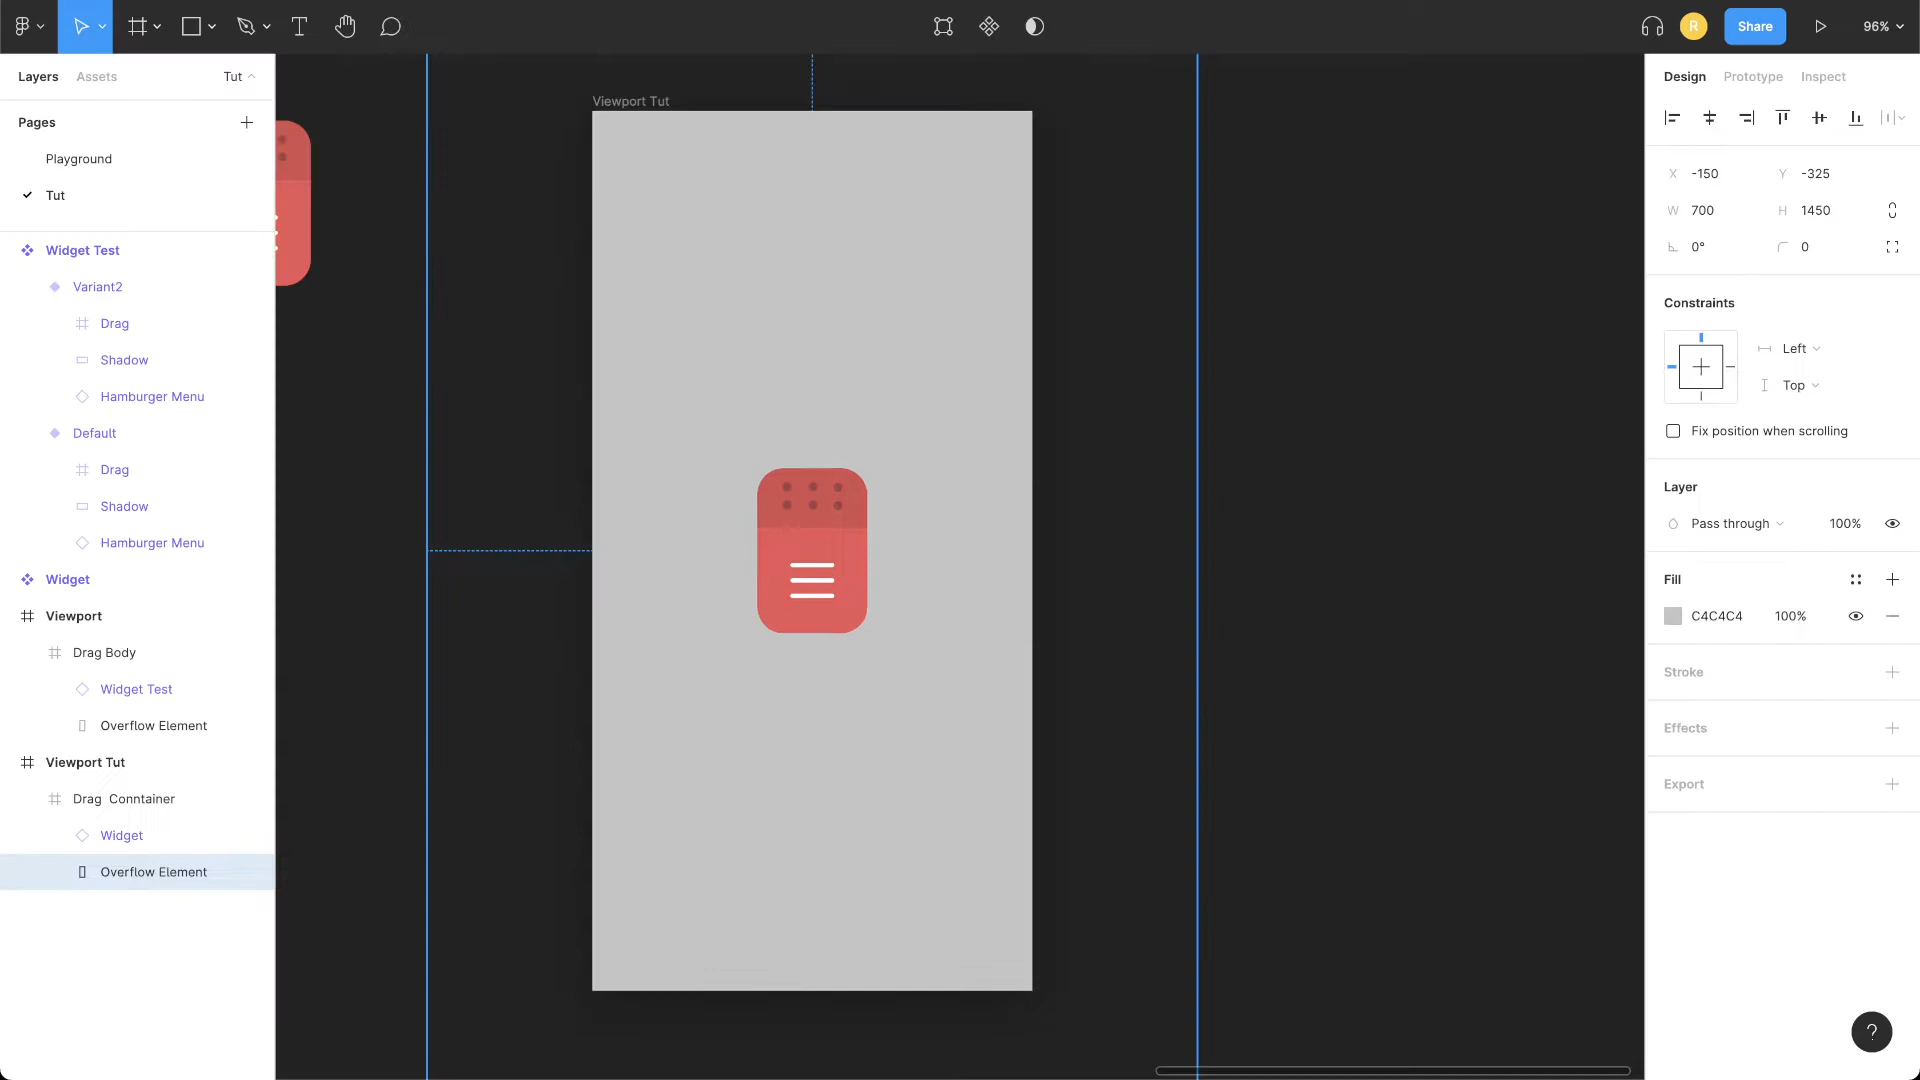 R
Share
96%
Layers
Assets
Tut
Pages
Playground
Tut
Widget Test
Variant2
Drag
Shadow
Hamburger Menu
Default
Drag
Shadow
Hamburger Menu
Widget
Viewport
Drag Body
Widget Test
Overflow Element
Viewport Tut
Drag Conntainer
Widget
Overflow Element
Viewport Tut
Design Prototype Inspect
X -150 Y -325
W 700 H 1450
0° 0
Constraints
Left
Top
Fix position when scrolling
Layer
Pass through 100%
Fill
C4C4C4 100%
Stroke
Effects
Export
?